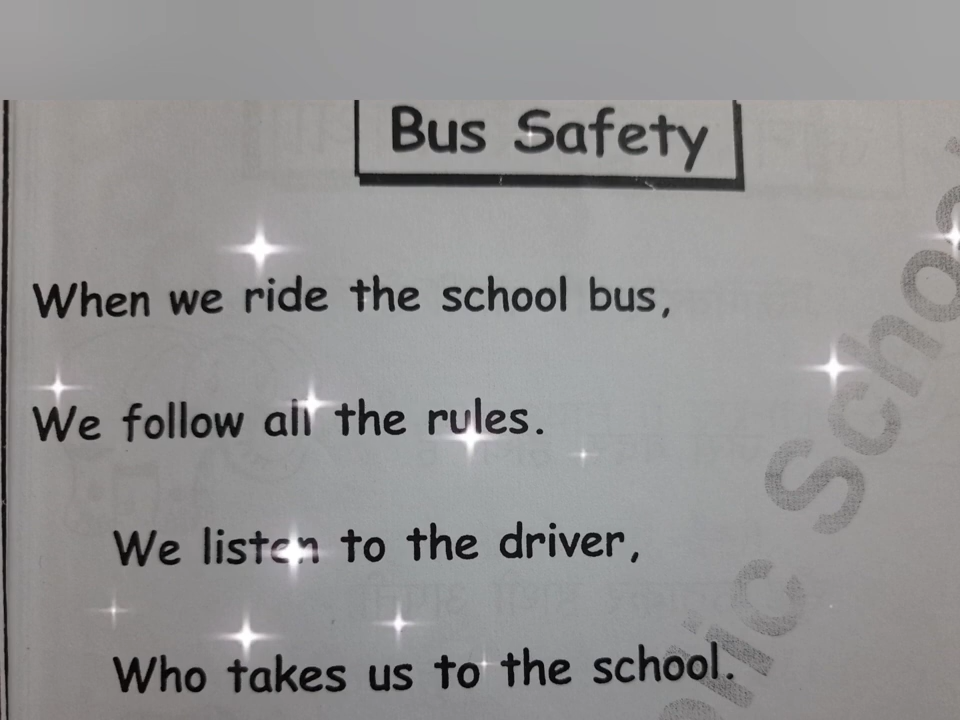 Bus Safety
When we ride the school bus,
We follow all the rules.
We listen to the driver,
Who takes us to the school.